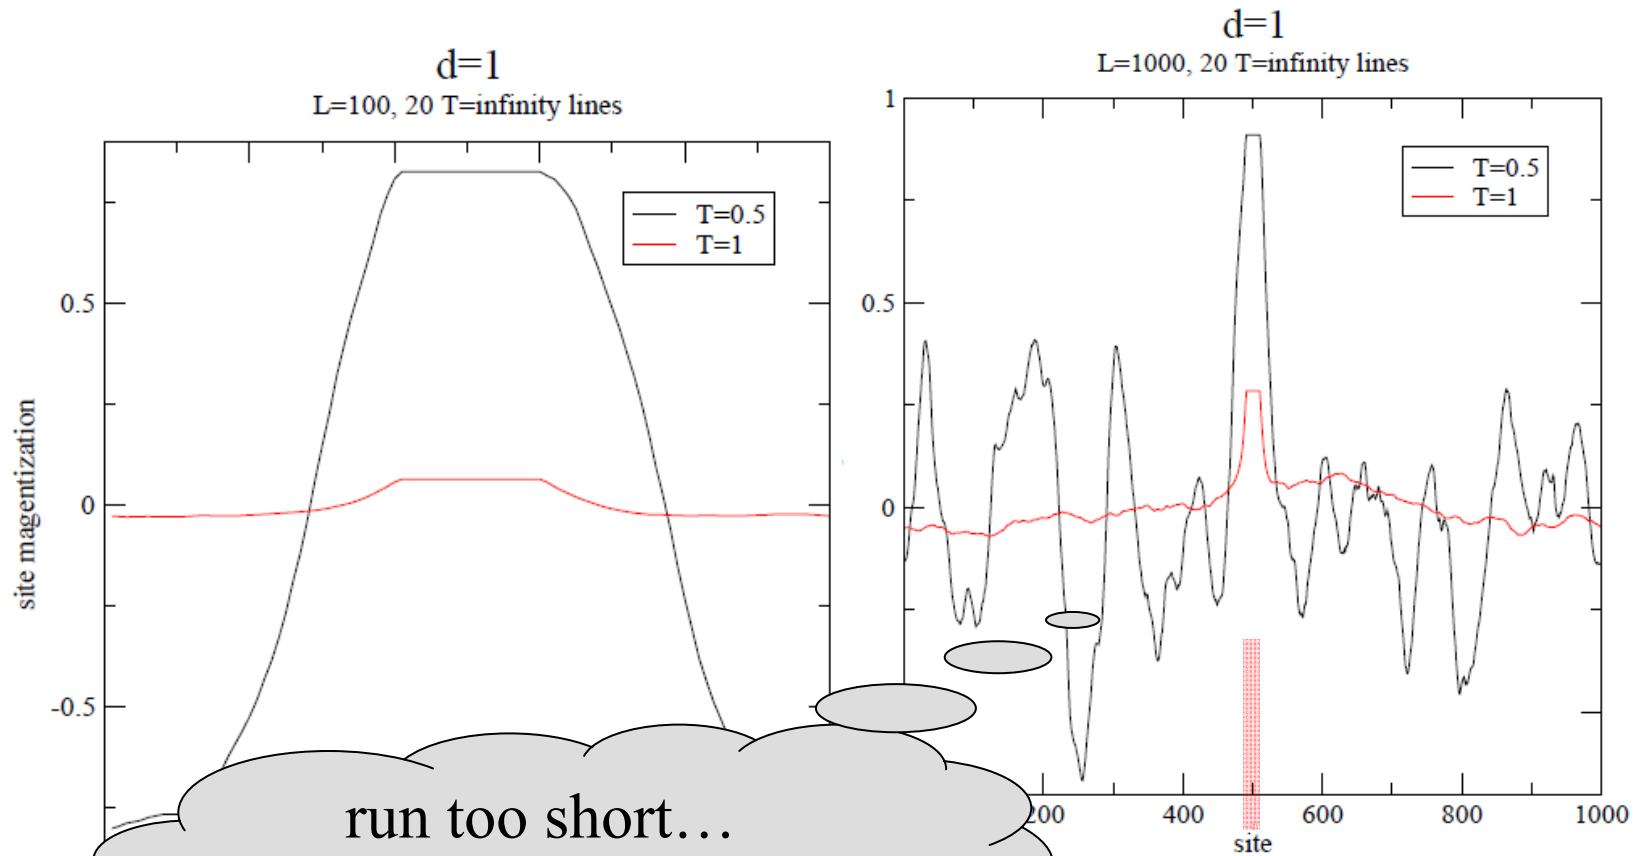 d=1
L=100, 20 T=infinity lines
T=0.5
T=1
0.5
0
-0.5
site magentization
d=1
L=1000, 20 T=infinity lines
T=0.5
T=1
1
0.5
0
200
400
600
800
1000
site
run too short…